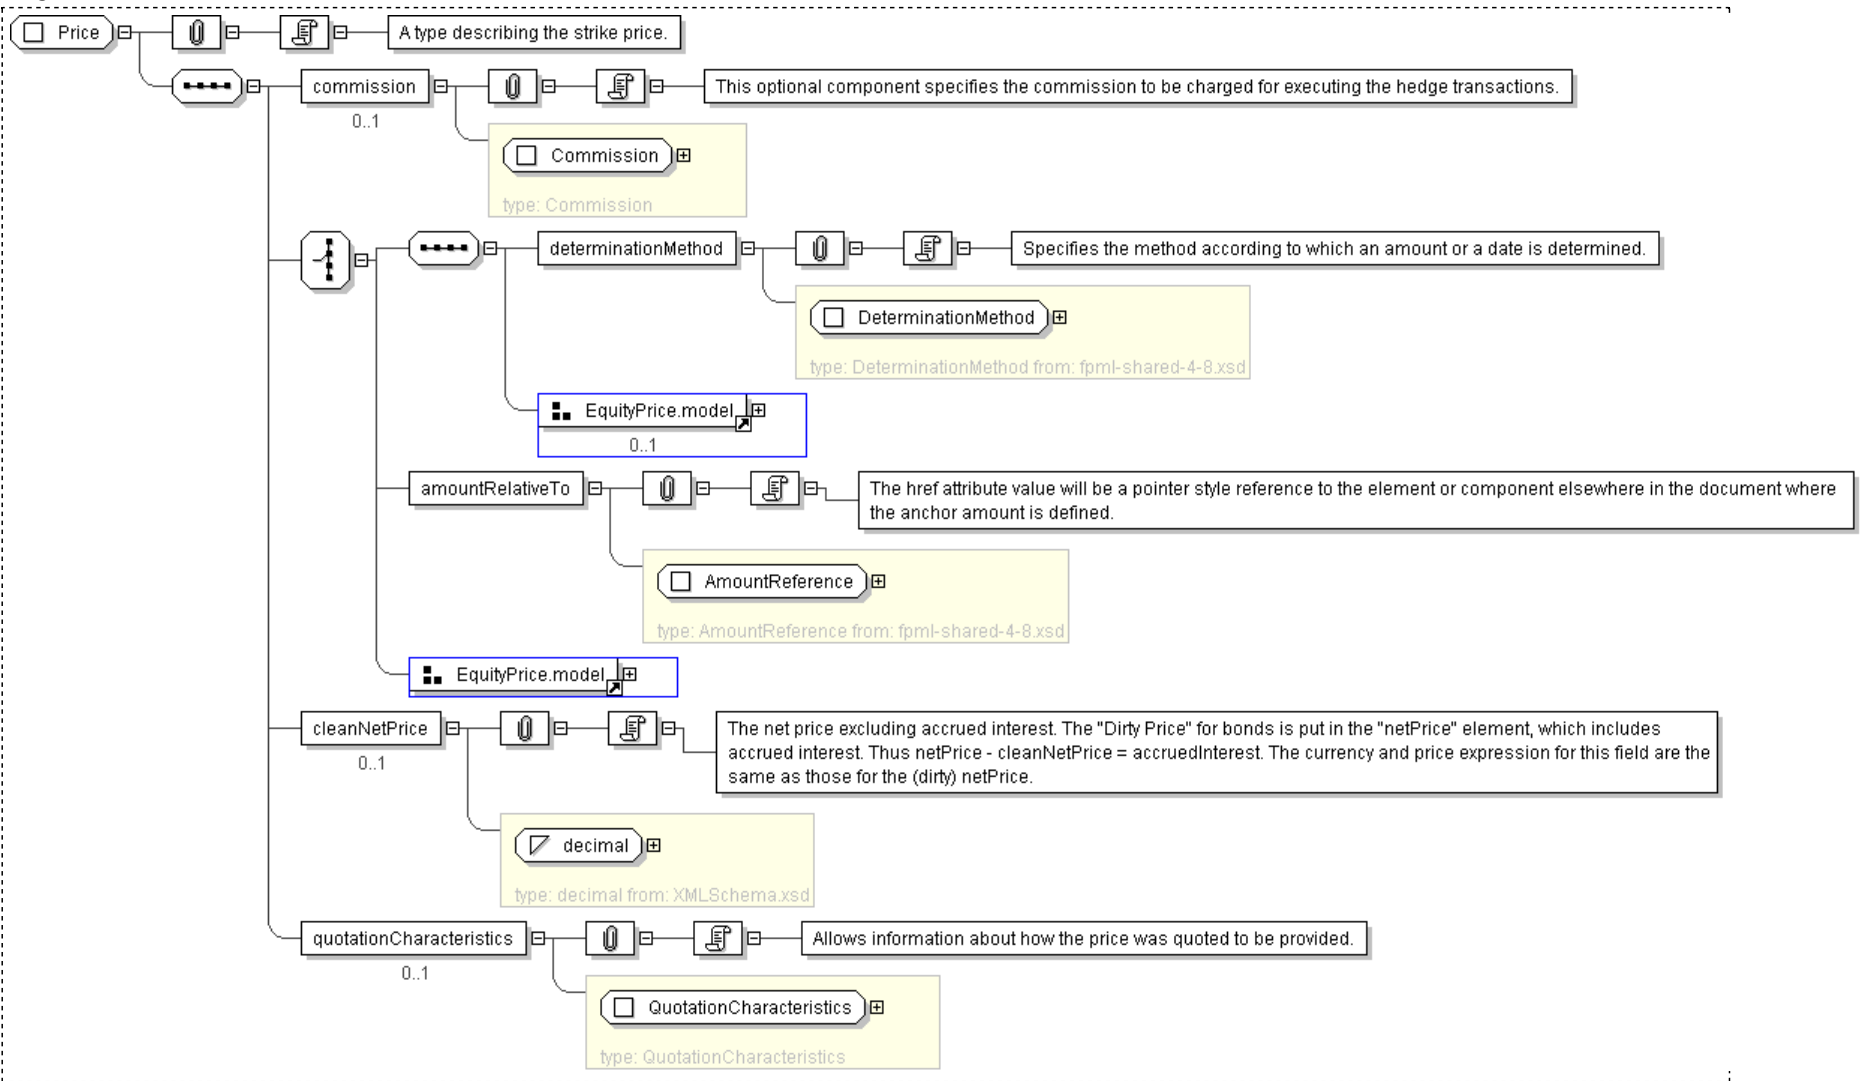 Price
A type describing the strike price.
commission
This optional component specifies the commission to be charged for executing the hedge transactions.
0..1
Commission
type: Commission
determinationMethod
Specifies the method according to which an amount or a date is determined.
DeterminationMethod
type: DeterminationMethod from: fpml-shared-4-8.xsd
EquityPrice.model
0..1
amountRelativeTo
The href attribute value will be a pointer style reference to the element or component elsewhere in the document where
the anchor amount is defined.
AmountReference
type: AmountReference from: fpml-shared-4-8.xsd
EquityPrice.model
cleanNetPrice
The net price excluding accrued interest. The "Dirty Price" for bonds is put in the "netPrice" element, which includes
accrued interest. Thus netPrice - cleanNetPrice = accruedInterest. The currency and price expression for this field are the
same as those for the (dirty) netPrice.
0..1
decimal
type: decimal from: XMLSchema.xsd
quotationCharacteristics
Allows information about how the price was quoted to be provided.
0..1
QuotationCharacteristics
type: QuotationCharacteristics